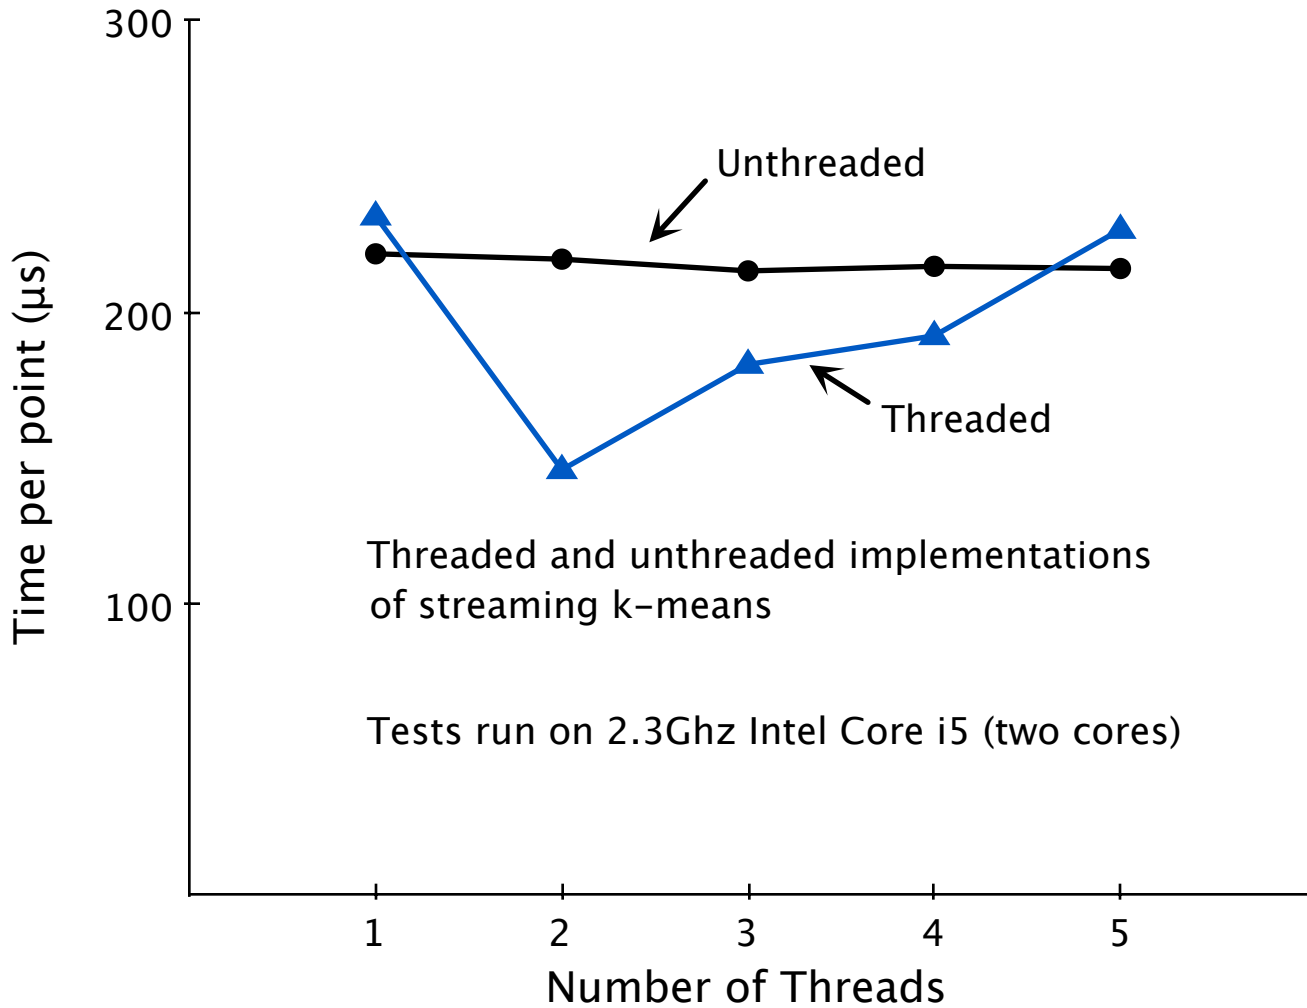 300
Unthreaded
200
Time per point (µs)
Threaded
Threaded and unthreaded implementations
of streaming k-means
100
Tests run on 2.3Ghz Intel Core i5 (two cores)
1 2 3 4 5
Number of Threads